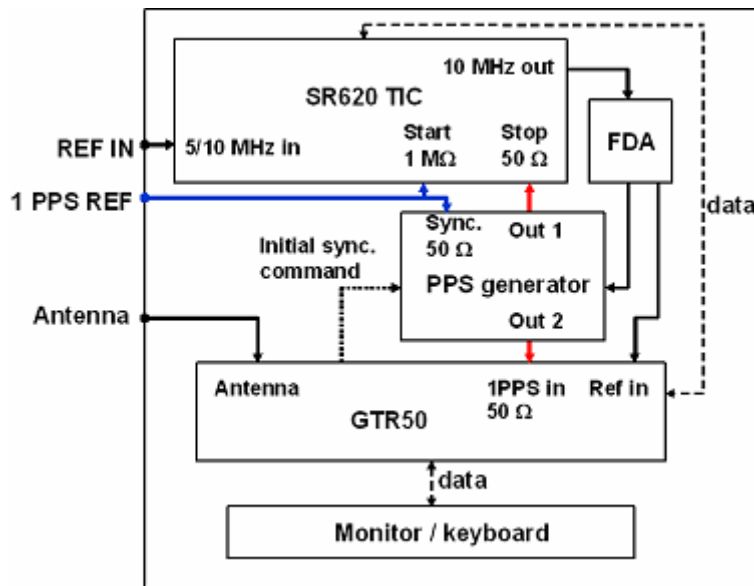 10 MHz out
SR620 TIC
FDA
REF IN
5/10 MHz in
Start
1 MΩ
Stop
50 Ω
1 PPS REF
data
Sync.
50 Ω
Out 1
Initial sync.
command
PPS generator
Antenna
Out 2
Antenna
1PPS in
50 Ω
Ref in
GTR50
data
Monitor / keyboard